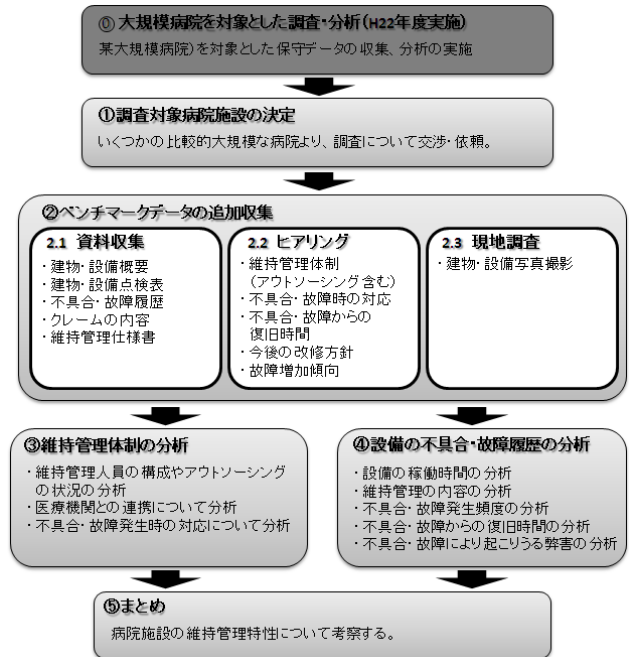 ⓪ 大規模病院を対象とした調査・分析(H22年度実施)
某大規模病院)を対象とした保守データの収集、分析の実施
①調査対象病院施設の決定
いくつかの比較的大規模な病院より、調査について交渉・依頼。
②ベンチマークデータの追加収集
2.1 資料収集
・建物・設備概要
・建物・設備点検表
・不具合・故障履歴
・クレームの内容
・維持管理仕様書
2.2 ヒアリング
・維持管理体制
(アウトソーシング含む)
・不具合・故障時の対応
・不具合・故障からの
復旧時間
・今後の改修方針
・故障増加傾向
2.3 現地調査
・建物・設備写真撮影
③維持管理体制の分析
・維持管理人員の構成やアウトソーシング
の状況の分析
・医療機関との連携について分析
・不具合・故障発生時の対応について分析
④設備の不具合・故障履歴の分析
・設備の稼働時間の分析
・維持管理の内容の分析
・不具合・故障発生頻度の分析
・不具合・故障からの復旧時間の分析
・不具合・故障により起こりうる弊害の分析
⑤まとめ
病院施設の維持管理特性について考察する。